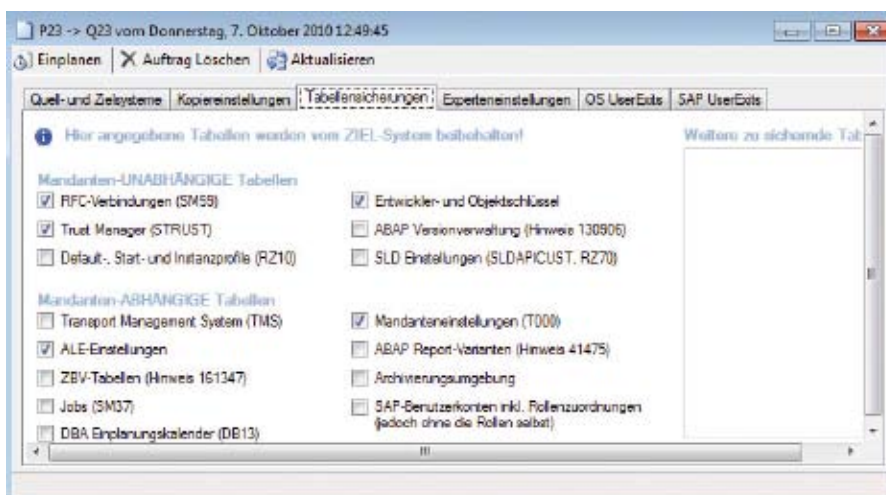 P23 -> Q23 vom Donnerstag, 7. Oktober 2010 12:49:45
Einplanen Auftrag Löschen Aktualisieren
Quell- und Zielsysteme Kopiereinstellungen Tabellensicherungen Experteneinstellungen OS UserExits SAP UserExits
Hier angegebene Tabellen werden vom ZIEL-System beibehalten!
Weitere zu sichernde Tab
Mandanten-UNABHÄNGIGE Tabellen
RFC-Verbindungen (SM59)
Entwickler- und Objektschlüssel
Trust Manager (STRUST)
ABAP Versionverwaltung (Hinweis 130906)
Default-, Start- und Instanzprofile (RZ10)
SLD Einstellungen (SLDAPICUST, RZ70)
Mandanten-ABHÄNGIGE Tabellen
Transport Management System (TMS)
Mandanteneinstellungen (T000)
ALE-Einstellungen
ABAP Report-Varianten (Hinweis 41475)
ZBV-Tabellen (Hinweis 161347)
Archivierungsumgebung
Jobs (SM37)
SAP-Benutzerkonten inkl. Rollenzuordnungen
(jedoch ohne die Rollen selbst)
DBA Einplanungskalender (DB13)